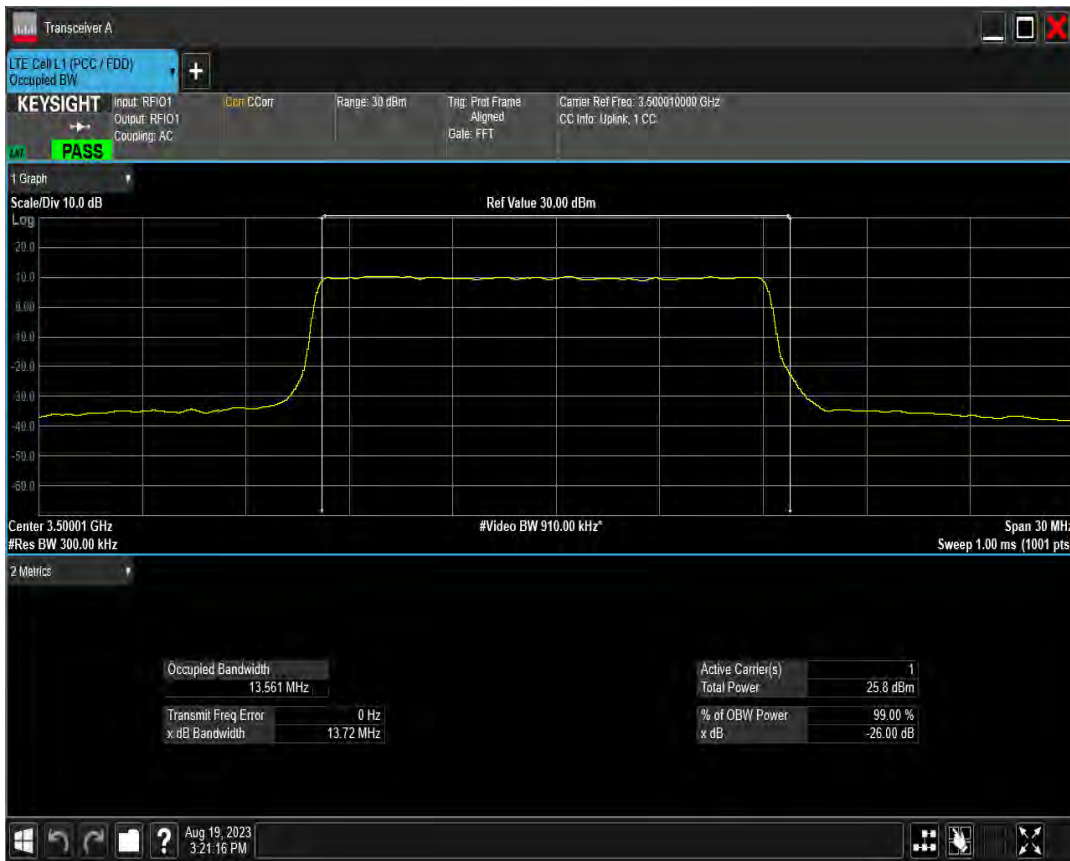 Transceiver A
LTE Cell L1 (PCC / FDD)
Occupied BW
+
KEYSIGHT
Input: RFIO1
Output: RFIO1
Coupling: AC
Corr CCorr
Range: 30 dBm
Trig: Prot Frame
Aligned
Gate: FFT
Carrier Ref Freq: 3.500010000 GHz
CC Info: Uplink, 1 CC
PASS
1 Graph
Scale/Div 10.0 dB
Ref Value 30.00 dBm
Log
20.0
10.0
0.00
-10.0
-20.0
-30.0
-40.0
-50.0
-60.0
Center 3.50001 GHz
#Video BW 910.00 kHz*
Span 30 MHz
#Res BW 300.00 kHz
Sweep 1.00 ms (1001 pts
2 Metrics
Occupied Bandwidth
13.561 MHz
Transmit Freq Error 0 Hz
x dB Bandwidth 13.72 MHz
Active Carrier(s) 1
Total Power 25.8 dBm
% of OBW Power 99.00 %
x dB -26.00 dB
?
Aug 19, 2023
3:21:16 PM